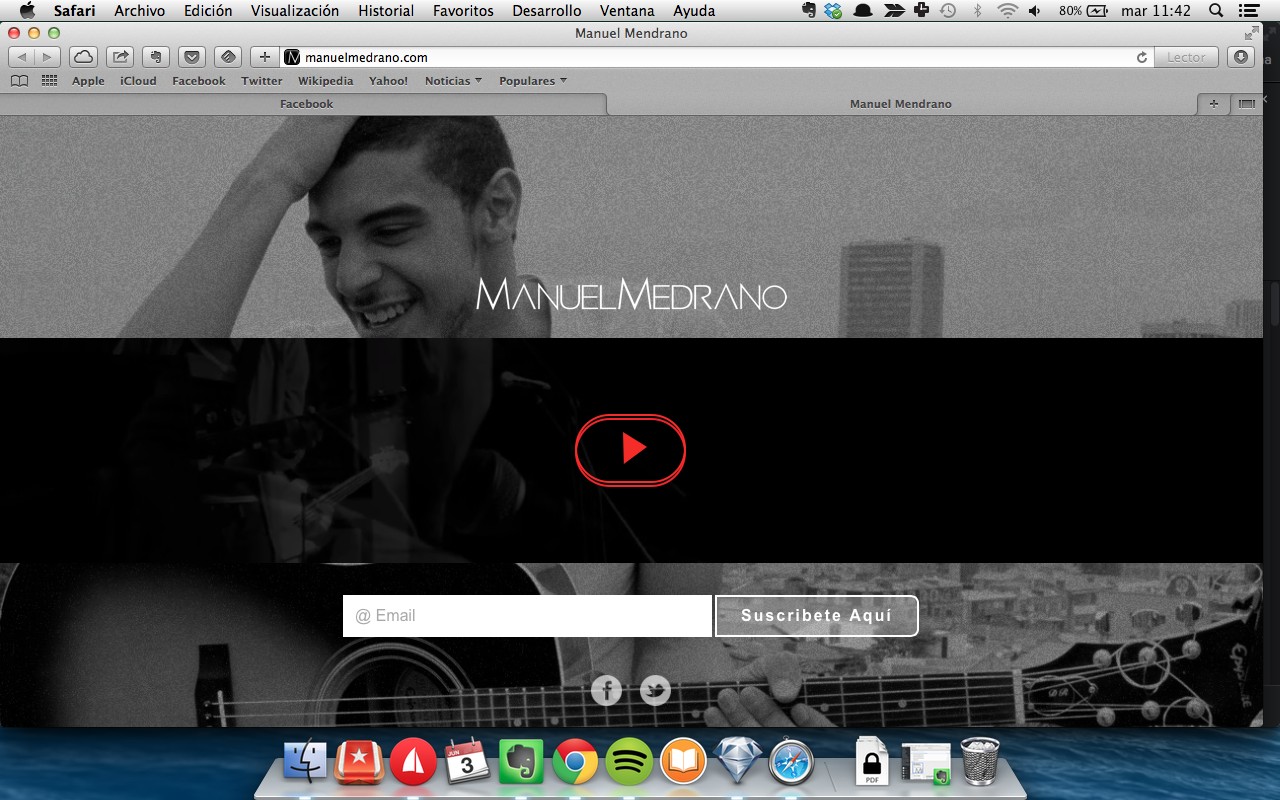 Safari Archivo Edición Visualización Historial Favoritos Desarrollo Ventana Ayuda 80% mar 11:42
Manuel Mendrano
manuelmedrano.com Lector
Apple iCloud Facebook Twitter Wikipedia Yahoo! Noticias Populares
Facebook Manuel Mendrano
MANUELMEDRANO
@ Email Suscribete Aquí
Epiphone
JUN
3
PDF